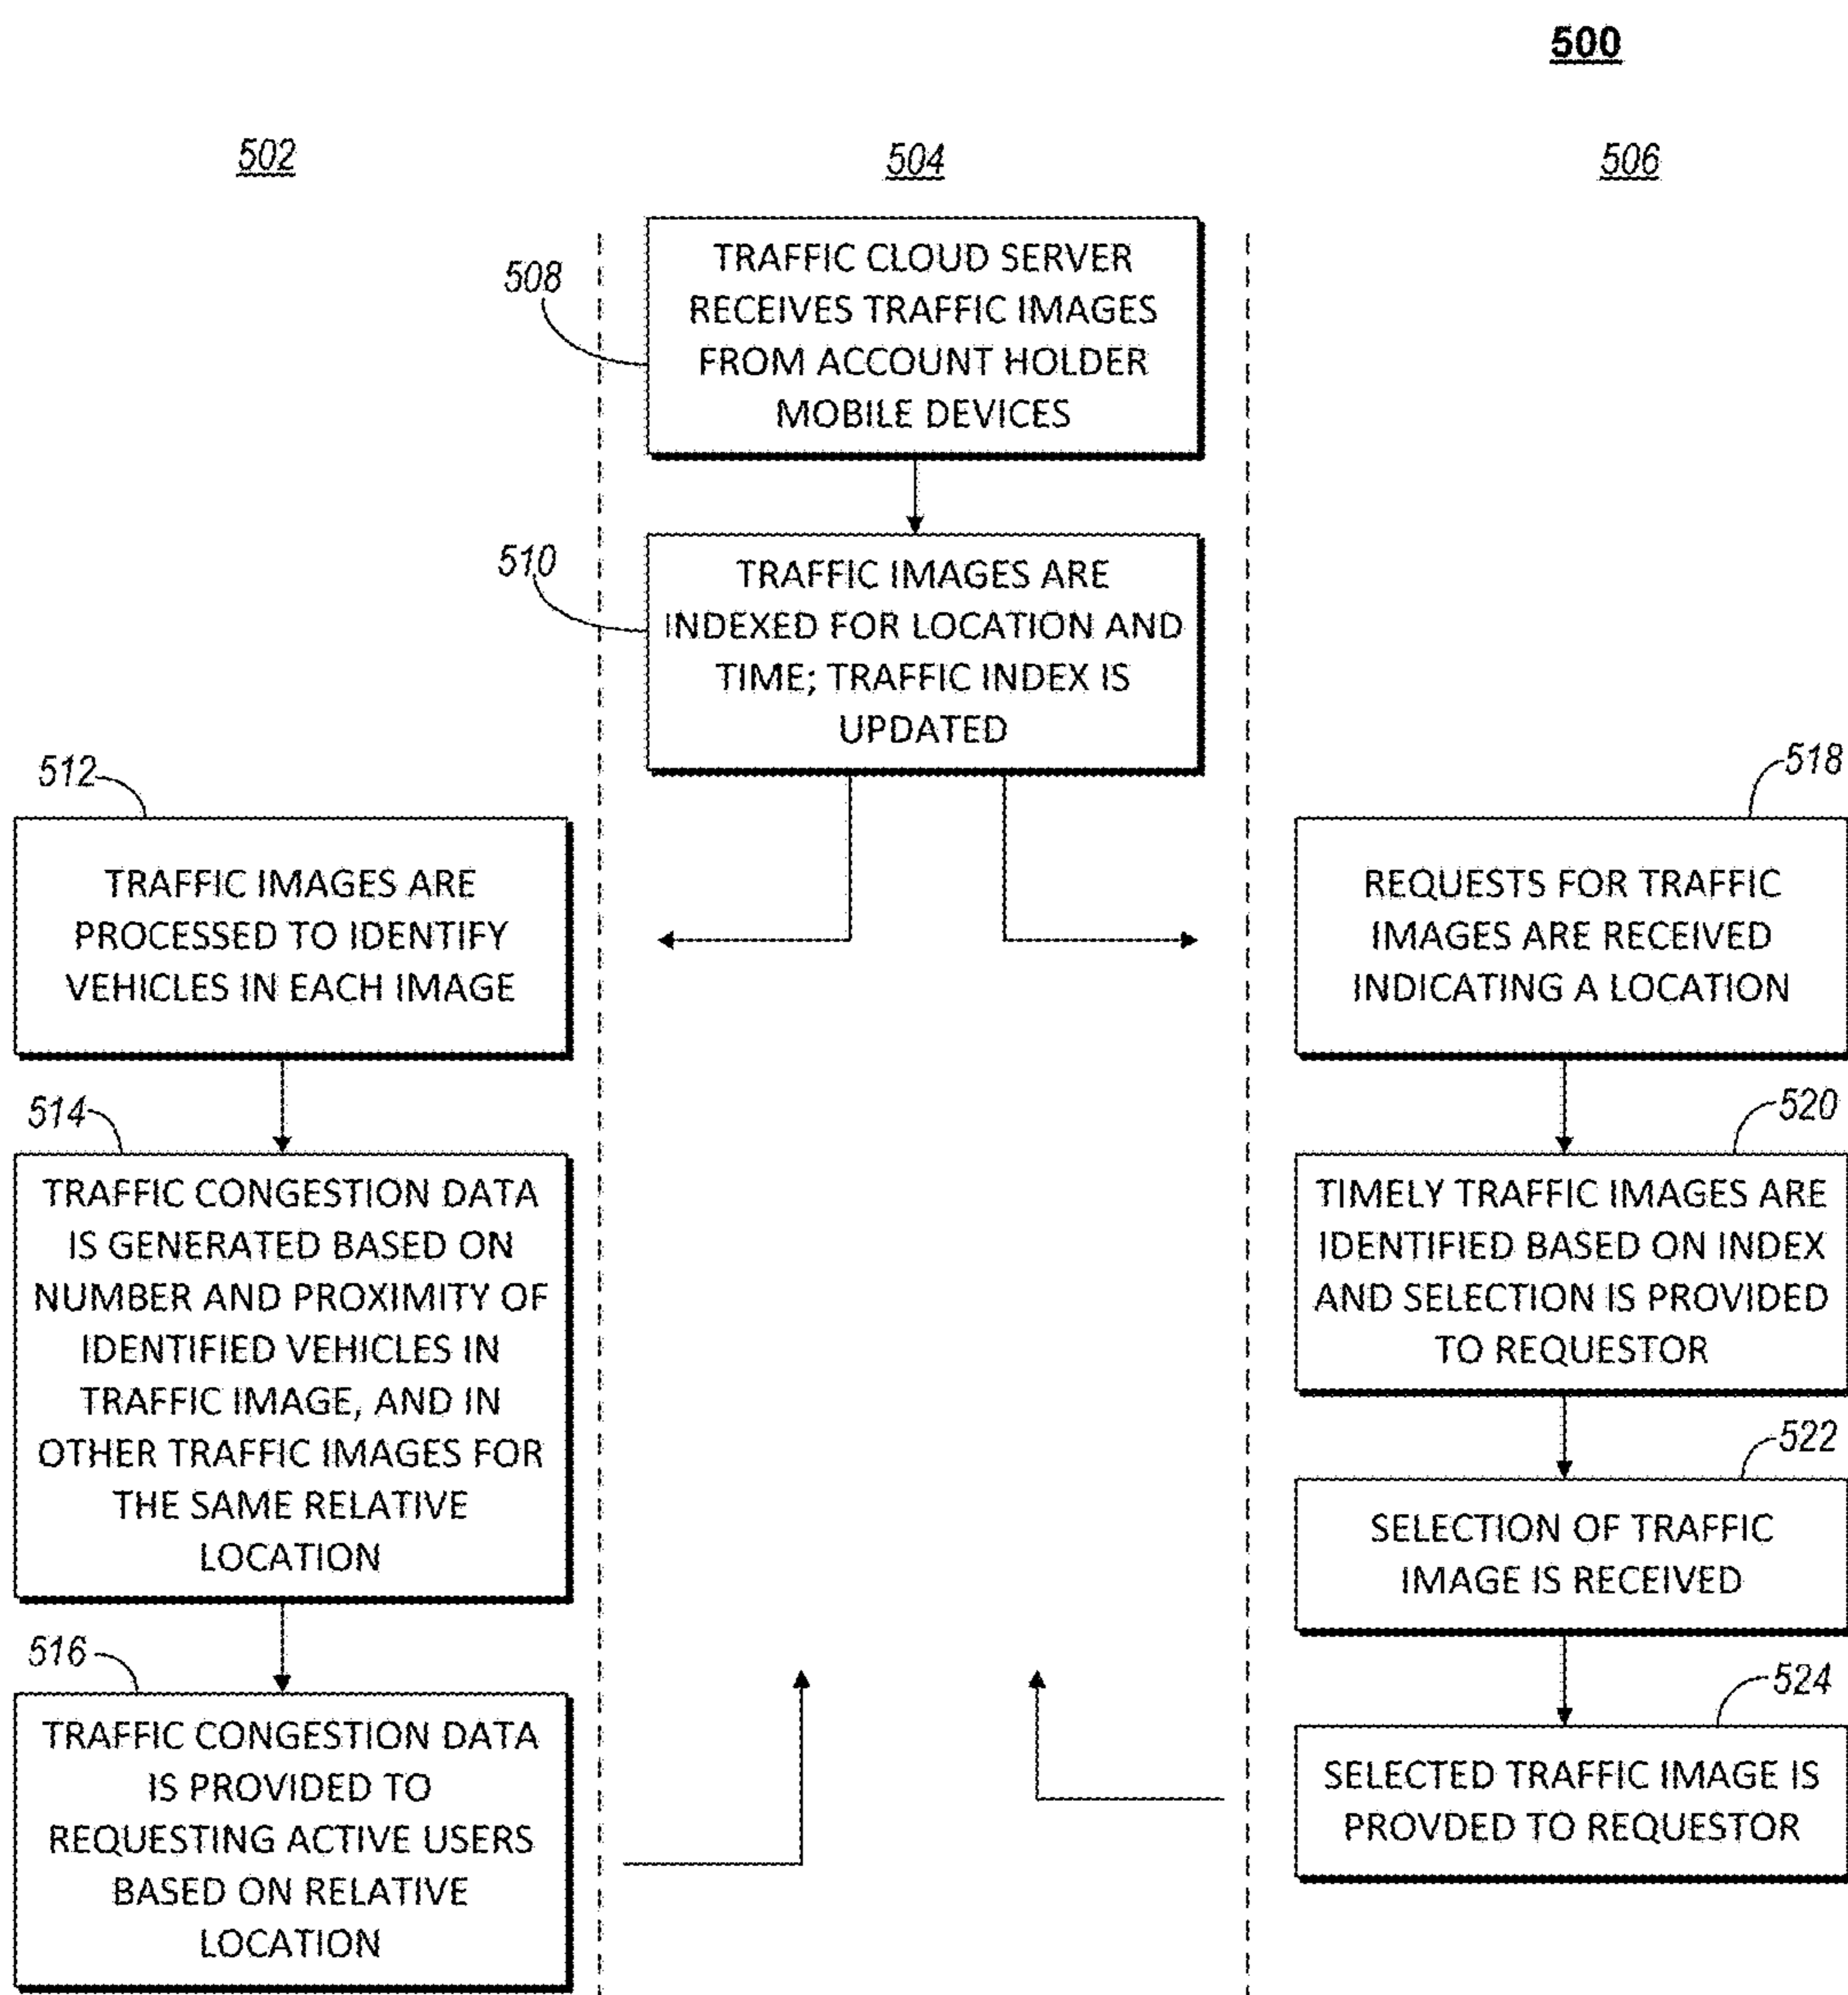 500
502
504
506
508
TRAFFIC CLOUD SERVER
RECEIVES TRAFFIC IMAGES
FROM ACCOUNT HOLDER
MOBILE DEVICES
510
TRAFFIC IMAGES ARE
INDEXED FOR LOCATION AND
TIME; TRAFFIC INDEX IS
UPDATED
512
TRAFFIC IMAGES ARE
PROCESSED TO IDENTIFY
VEHICLES IN EACH IMAGE
514
TRAFFIC CONGESTION DATA
IS GENERATED BASED ON
NUMBER AND PROXIMITY OF
IDENTIFIED VEHICLES IN
TRAFFIC IMAGE, AND IN
OTHER TRAFFIC IMAGES FOR
THE SAME RELATIVE
LOCATION
516
TRAFFIC CONGESTION DATA
IS PROVIDED TO
REQUESTING ACTIVE USERS
BASED ON RELATIVE
LOCATION
518
REQUESTS FOR TRAFFIC
IMAGES ARE RECEIVED
INDICATING A LOCATION
520
TIMELY TRAFFIC IMAGES ARE
IDENTIFIED BASED ON INDEX
AND SELECTION IS PROVIDED
TO REQUESTOR
522
SELECTION OF TRAFFIC
IMAGE IS RECEIVED
524
SELECTED TRAFFIC IMAGE IS
PROVDED TO REQUESTOR